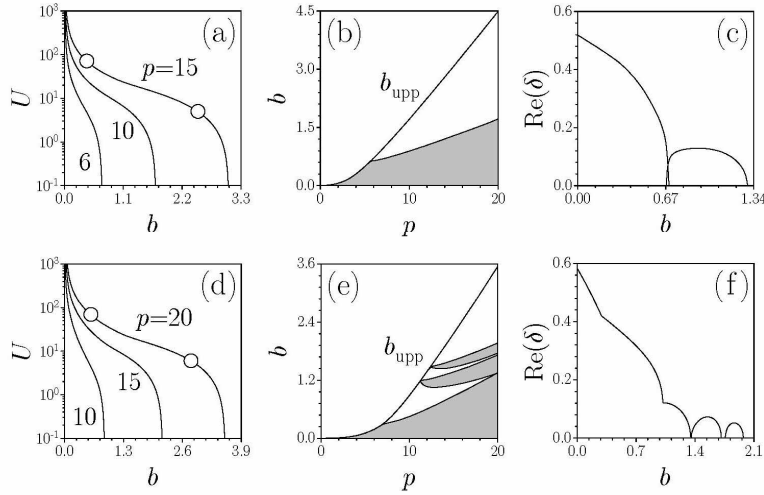 10³ (a)
10² p=15
U 10¹
10⁰ 6 10
10⁻¹
0.0 1.1 2.2 3.3
b
4.5 (b)
3.0 b_upp
b
1.5
0.0
0 10 20
p
0.6 (c)
0.4
Re(δ)
0.2
0.0
0.00 0.67 1.34
b
10³ (d)
10² p=20
U 10¹
10⁰ 10 15
10⁻¹
0.0 1.3 2.6 3.9
b
3.6 (e)
2.4 b_upp
b
1.2
0.0
0 10 20
p
0.6 (f)
0.4
Re(δ)
0.2
0.0
0.0 0.7 1.4 2.1
b